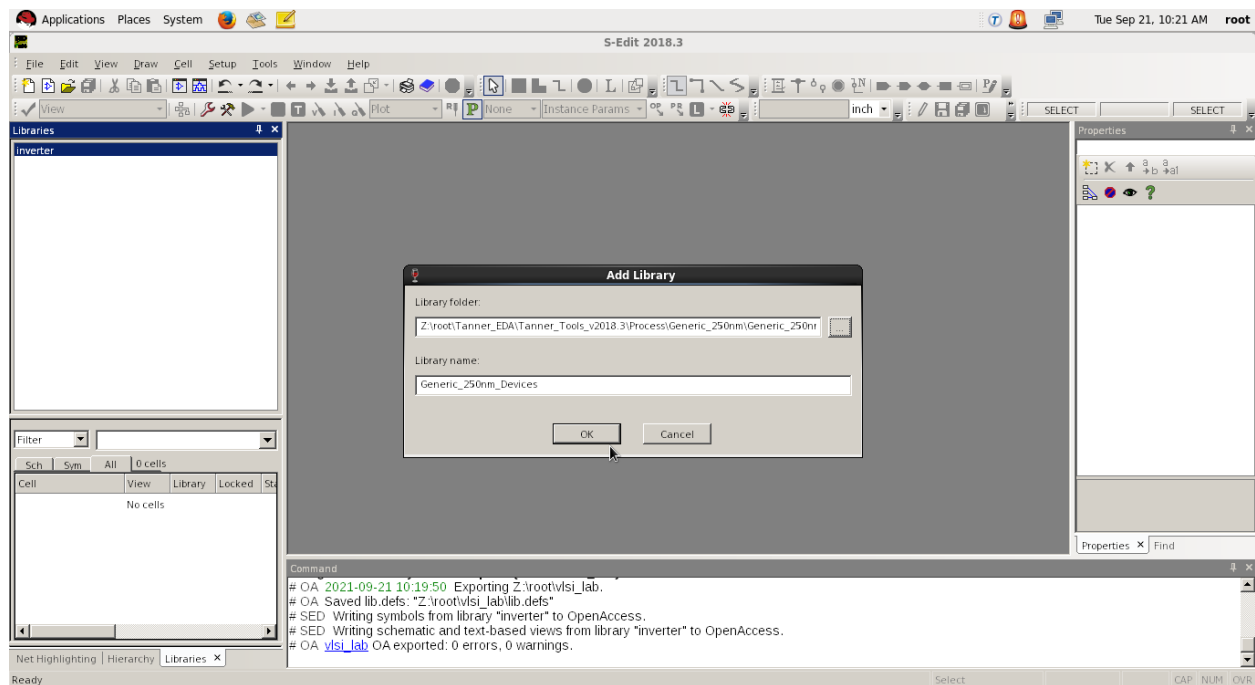 Applications Places System Tue Sep 21, 10:21 AM root
S-Edit 2018.3
File Edit View Draw Cell Setup Tools Window Help
View Plot None Instance Params inch SELECT SELECT
Libraries
inverter
Properties
Add Library
Library folder:
Z:\root\Tanner_EDA\Tanner_Tools_v2018.3\Process\Generic_250nm\Generic_250nr
...
Library name:
Generic_250nm_Devices
OK Cancel
Filter
Sch Sym All 0 cells
Cell View Library Locked Sta
No cells
Properties Find
Command
# OA 2021-09-21 10:19:50 Exporting Z:\root\vlsi_lab.
# OA Saved lib.defs: "Z:\root\vlsi_lab\lib.defs"
# SED Writing symbols from library "inverter" to OpenAccess.
# SED Writing schematic and text-based views from library "inverter" to OpenAccess.
# OA vlsi_lab OA exported: 0 errors, 0 warnings.
Net Highlighting Hierarchy Libraries
Ready Select CAP NUM OVR